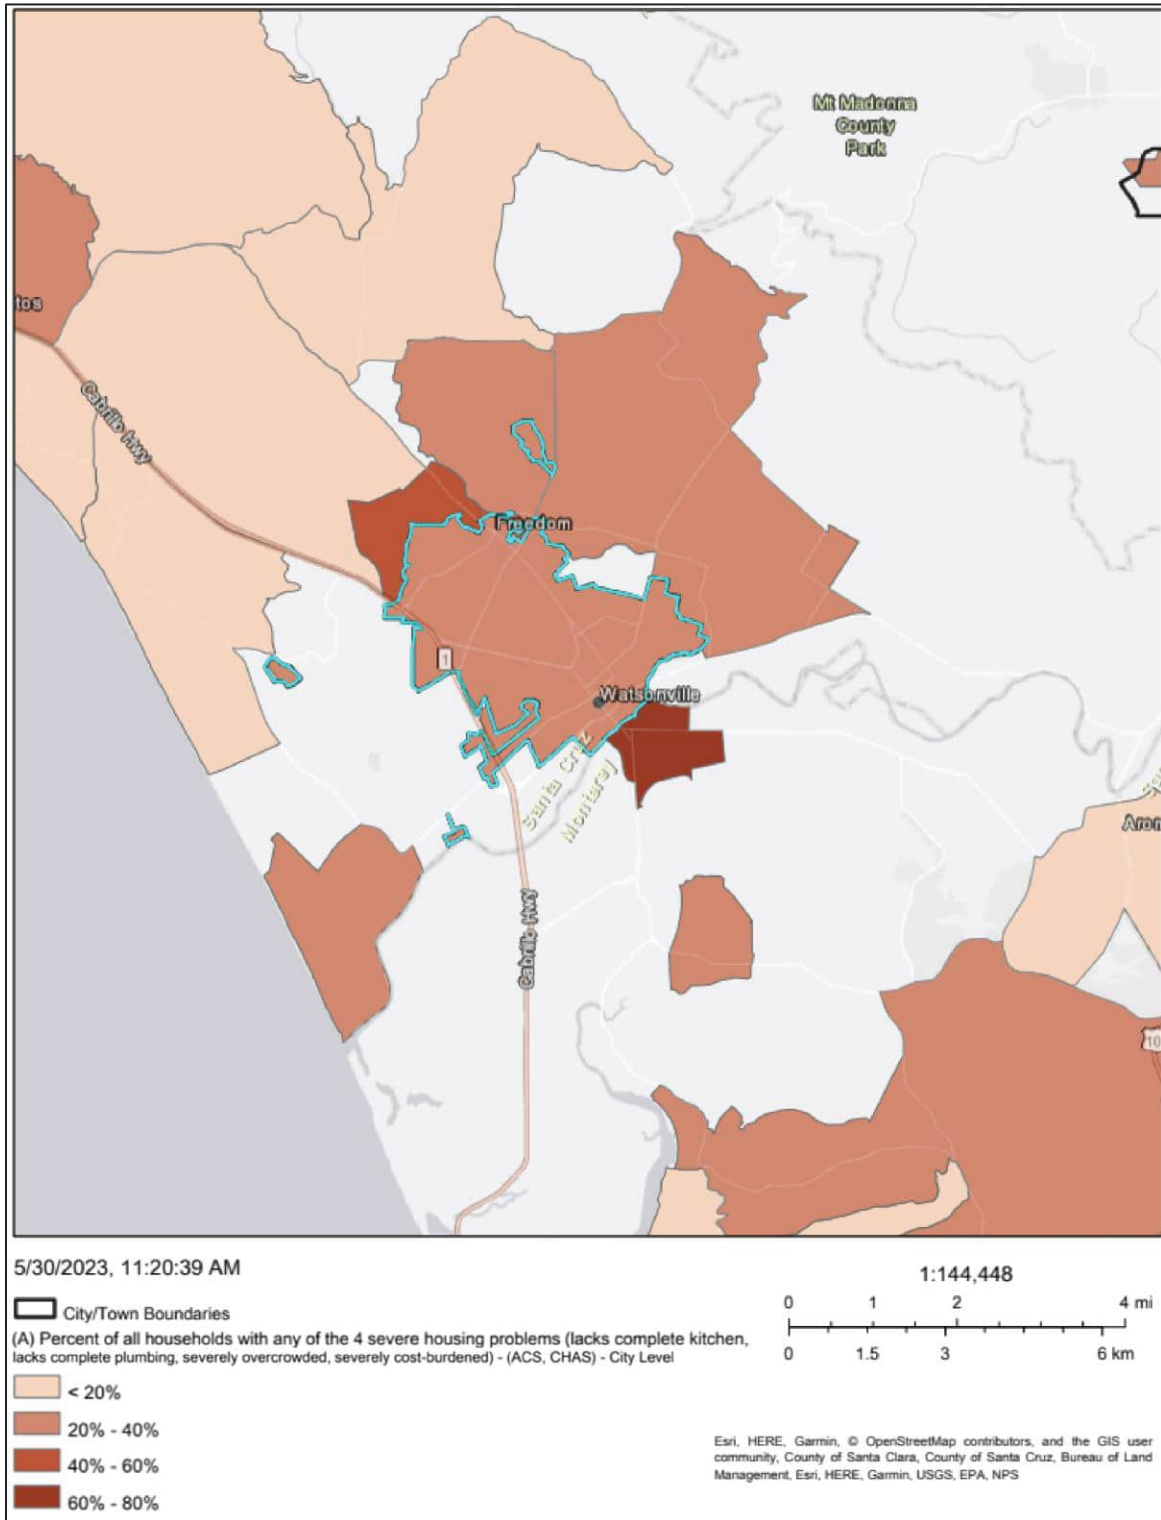 Mt Madonna
County
Park
tos
Cabrillo Hwy
Freedom
1
Watsonville
Santa Cruz
Monterey
Arom
Cabrillo Hwy
10
5/30/2023, 11:20:39 AM
City/Town Boundaries
(A) Percent of all households with any of the 4 severe housing problems (lacks complete kitchen,
lacks complete plumbing, severely overcrowded, severely cost-burdened) - (ACS, CHAS) - City Level
< 20%
20% - 40%
40% - 60%
60% - 80%
1:144,448
0 1 2 4 mi
0 1.5 3 6 km
Esri, HERE, Garmin, © OpenStreetMap contributors, and the GIS user
community, County of Santa Clara, County of Santa Cruz, Bureau of Land
Management, Esri, HERE, Garmin, USGS, EPA, NPS